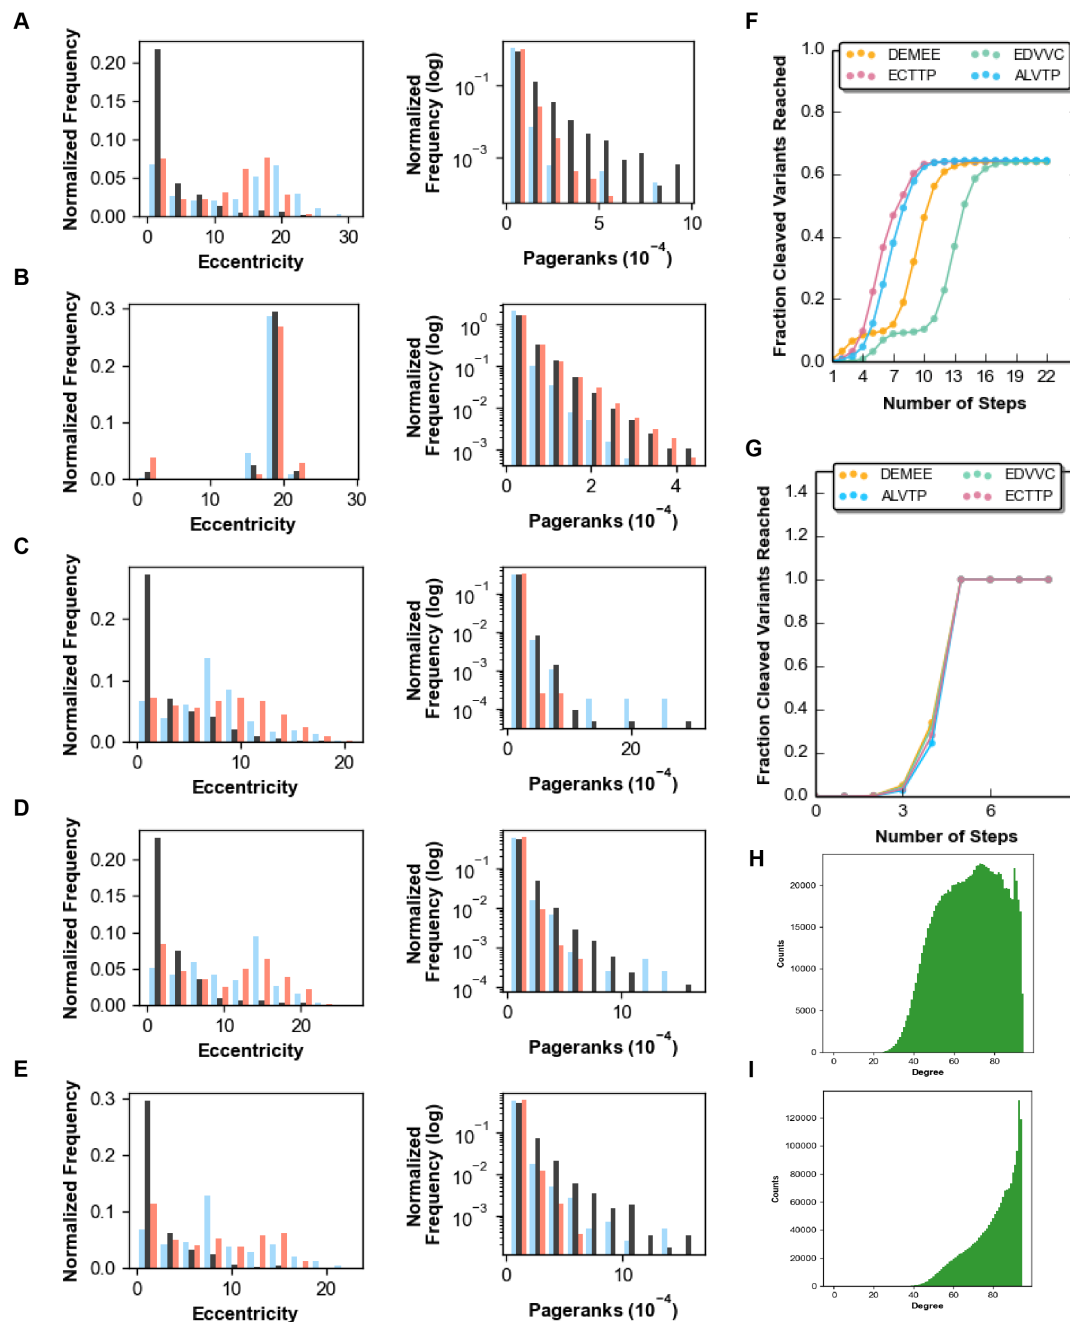 A
Normalized Frequency
0.20
0.15
0.10
0.05
0.00
0 10 20 30
Eccentricity
Normalized
Frequency (log)
10⁻¹
10⁻³
0 5 10
Pageranks (10⁻⁴)
B
Normalized Frequency
0.3
0.2
0.1
0.0
0 10 20 30
Eccentricity
Normalized
Frequency (log)
10⁰
10⁻¹
10⁻²
10⁻³
2 4
Pageranks (10⁻⁴)
C
Normalized Frequency
0.2
0.1
0.0
0 10 20
Eccentricity
Normalized
Frequency (log)
10⁻¹
10⁻²
10⁻³
10⁻⁴
0 20
Pageranks (10⁻⁴)
D
Normalized Frequency
0.20
0.15
0.10
0.05
0.00
0 10 20
Eccentricity
Normalized
Frequency (log)
10⁻¹
10⁻²
10⁻³
10⁻⁴
0 10
Pageranks (10⁻⁴)
E
Normalized Frequency
0.3
0.2
0.1
0.0
0 10 20
Eccentricity
Normalized
Frequency (log)
10⁻¹
10⁻²
10⁻³
0 10
Pageranks (10⁻⁴)
F
DEMEE EDVVC
ECTTP ALVTP
Fraction Cleaved Variants Reached
1.0
0.8
0.6
0.4
0.2
0.0
1 4 7 10 13 16 19 22
Number of Steps
G
DEMEE EDVVC
ALVTP ECTTP
Fraction Cleaved Variants Reached
1.4
1.2
1.0
0.8
0.6
0.4
0.2
0.0
0 3 6
Number of Steps
H
Counts
20000
15000
10000
5000
0
0 20 40 60 80
Degree
I
Counts
120000
100000
80000
60000
40000
20000
0
0 20 40 60 80
Degree